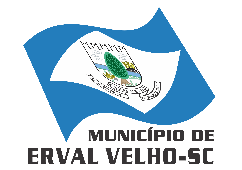 MUNICÍPIO DE
ERVAL VELHO-SC